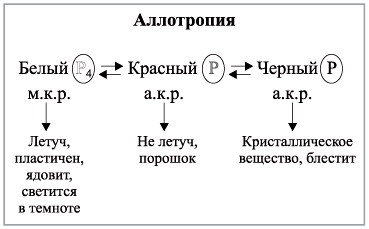 Аллотропия
Белый P4 Красный P Черный P
м.к.р. а.к.р. а.к.р.
Летуч, Не летуч, Кристаллическое
пластичен, порошок вещество, блестит
ядовит,
светится
в темноте